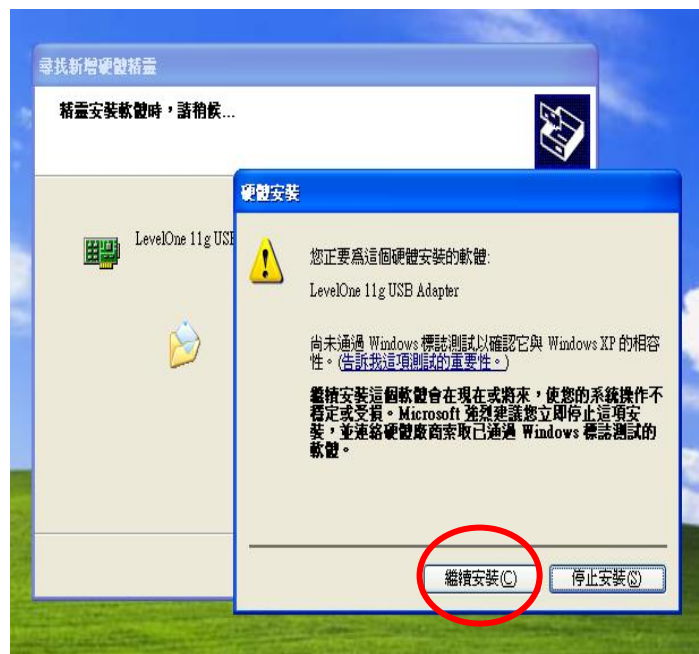 尋找新增硬體精靈
精靈安裝軟體時，請稍候...
LevelOne 11g USB
硬體安裝
您正要為這個硬體安裝的軟體:
LevelOne 11g USB Adapter
尚未通過 Windows 標誌測試以確認它與 Windows XP 的相容
性。(告訴我這項測試的重要性。)
繼續安裝這個軟體會在現在或將來，使您的系統操作不
穩定或受損。Microsoft 強烈建議您立即停止這項安
裝，並連絡硬體廠商索取已通過 Windows 標誌測試的
軟體。
繼續安裝(C)
停止安裝(S)